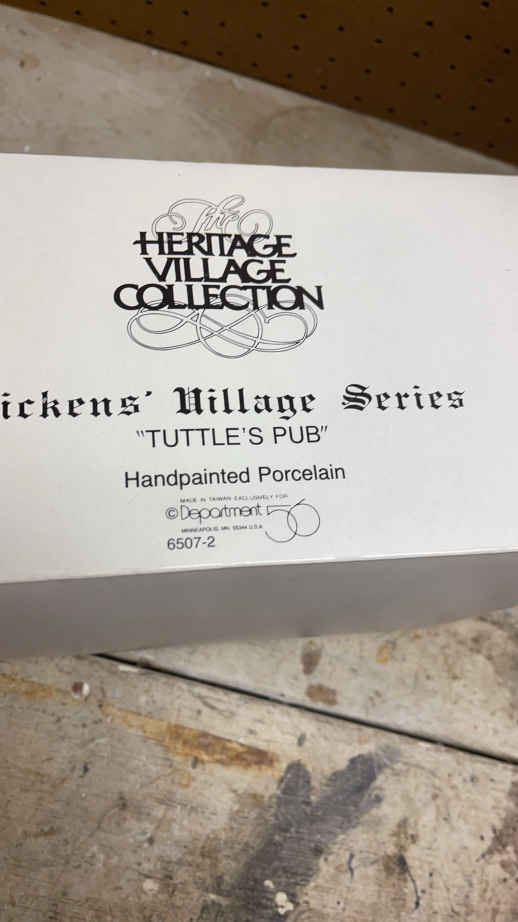 The
HERITAGE
VILLAGE
COLLECTION
ickens' Village Series
"TUTTLE'S PUB"
Handpainted Porcelain
MADE IN TAIWAN EXCLUSIVELY FOR
© Department 56
MINNEAPOLIS, MN 55344 U.S.A.
6507-2